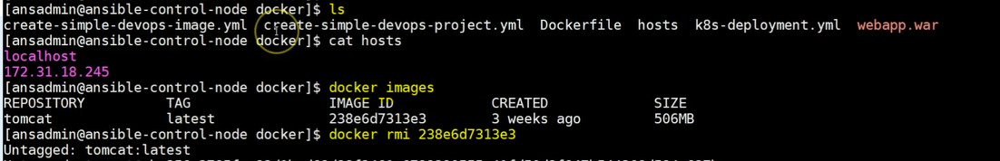 [ansadmin@ansible-control-node docker]$ ls
create-simple-devops-image.yml  create-simple-devops-project.yml  Dockerfile  hosts  k8s-deployment.yml  webapp.war
[ansadmin@ansible-control-node docker]$ cat hosts
localhost
172.31.18.245
[ansadmin@ansible-control-node docker]$ docker images
REPOSITORY          TAG                 IMAGE ID            CREATED             SIZE
tomcat              latest              238e6d7313e3        3 weeks ago         506MB
[ansadmin@ansible-control-node docker]$ docker rmi 238e6d7313e3
Untagged: tomcat:latest